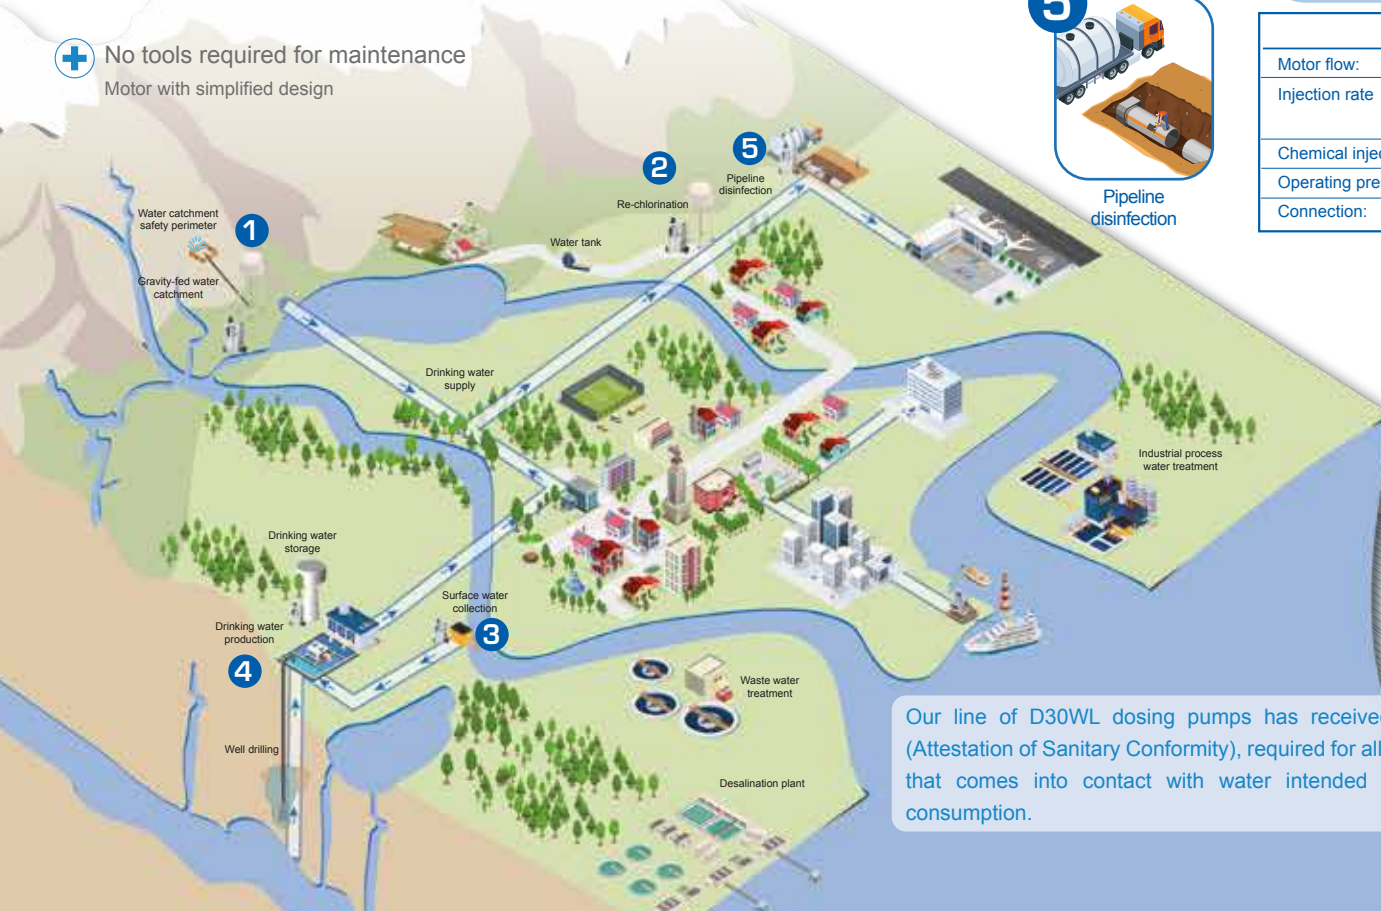 No tools required for maintenance
Motor with simplified design
5
Pipeline
disinfection
Motor flow:
Injection rate
Chemical
Operating
Connection:
5
Pipeline
disinfection
2
Re-chlorination
Water tank
Water catchment
safety perimeter
1
Gravity-fed water
catchment
Drinking water
supply
Industrial process
water treatment
Drinking water
storage
Surface water
collection
3
Drinking water
production
4
Waste water
treatment
Well drilling
Desalination plant
Our line of D30WL dosing pumps has
(Attestation of Sanitary Conformity), required for all
that comes into contact with water intended
consumption.